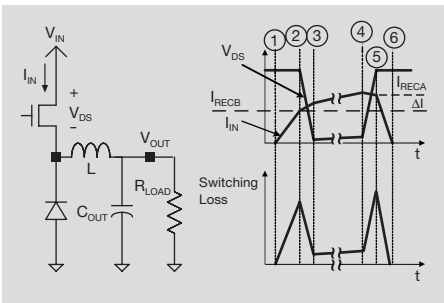 V_IN
I_IN
+
V_DS
-
V_OUT
L
C_OUT
R_LOAD
1 2 3 4 5 6
V_DS
I_RECA
I_RECB
ΔI
I_IN
t
Switching
Loss
t